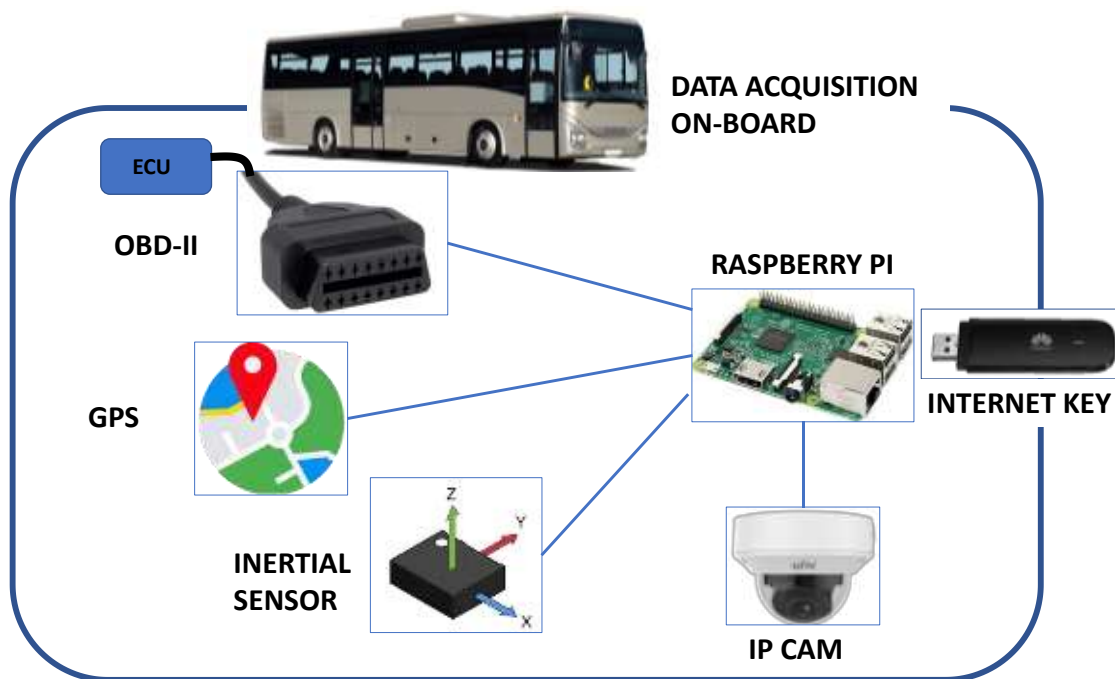 DATA ACQUISITION
ON-BOARD
ECU
OBD-II
RASPBERRY PI
GPS
INTERNET KEY
Z
Y
X
INERTIAL
SENSOR
IP CAM